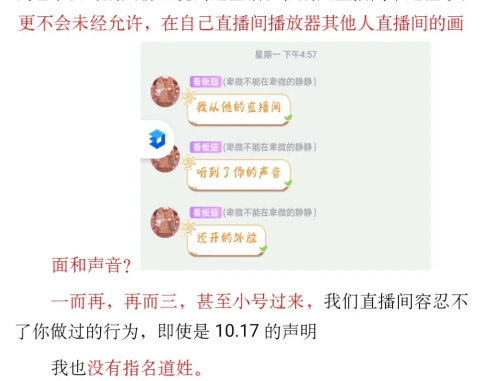 更不会未经允许，在自己直播间播放器其他人直播间的画
星期一 下午4:57
看板菇 (卑微不能在卑微的静静)
我从他的直播间
看板菇 (卑微不能在卑微的静静)
听到了你的声音
看板菇 (卑微不能在卑微的静静)
还开的外放
面和声音？
一而再，再而三，甚至小号过来，我们直播间容忍不
了你做过的行为，即使是 10.17 的声明
我也没有指名道姓。